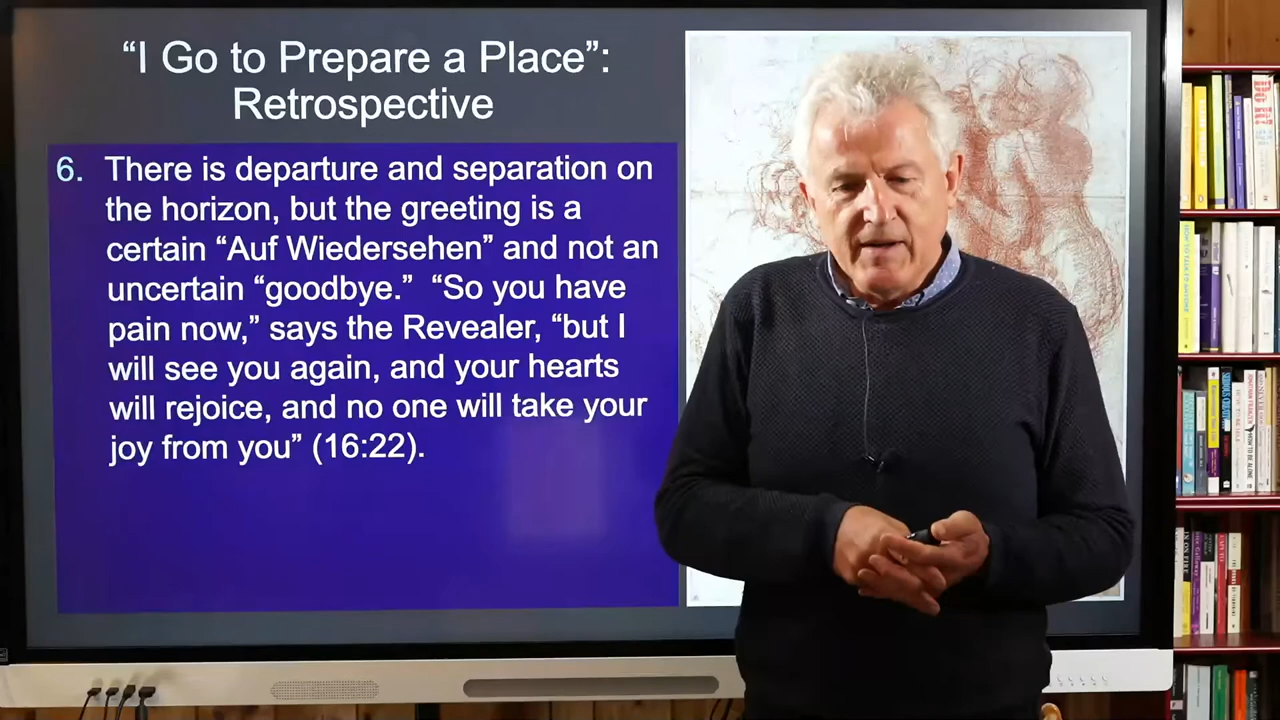 “I Go to Prepare a Place”:
Retrospective
6. There is departure and separation on
the horizon, but the greeting is a
certain “Auf Wiedersehen” and not an
uncertain “goodbye.” “So you have
pain now,” says the Revealer, “but I
will see you again, and your hearts
will rejoice, and no one will take your
joy from you” (16:22).